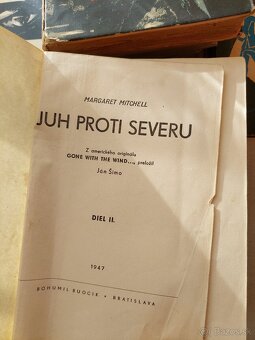 MARGARET MITCHELL
JUH PROTI SEVERU
Z amerického originálu
GONE WITH THE WIND... preložil
Ján Šimo
DIEL II.
1947
BOHUMIL BUOCIK • BRATISLAVA